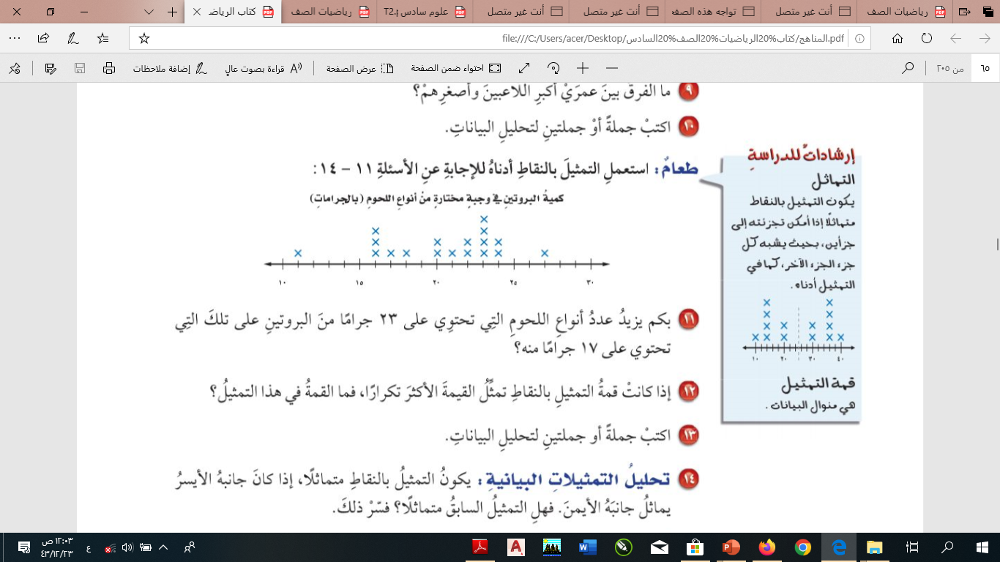 رياضيات الصف
أنت غير متصل
تواجه هذه الصفح
أنت غير متصل
أنت غير متصل
علوم سادس ز.T2
رياضيات الصف
كتاب الرياض
file:///C:/Users/acer/Desktop/المناهج/كتاب%20الرياضيات%20الصف%20السادس.pdf
٦٥ من ٢٠٥
احتواء ضمن الصفحة
عرض الصفحة
قراءة بصوت عالٍ
إضافة ملاحظات
٩ ما الفرقُ بينَ عمرَيْ أكبرِ اللاعبينَ وأصغرِهمْ؟
١٠ اكتبْ جملةً أوْ جملتينِ لتحليلِ البياناتِ.
طعامٌ: استعملِ التمثيلَ بالنقاطِ أدناهُ للإجابةِ عنِ الأسئلةِ ١١ – ١٤ :
كميةُ البروتينِ في وجبةٍ مختارةٍ منْ أنواعِ اللحومِ (بالجراماتِ)
١٠ ١٥ ٢٠ ٢٥ ٣٠
١١ بكم يزيدُ عددُ أنواعِ اللحومِ التِي تحتوِي على ٢٣ جرامًا منَ البروتينِ على تلكَ التِي
تحتوي على ١٧ جرامًا منه؟
١٢ إذا كانتْ قمةُ التمثيلِ بالنقاطِ تمثِّلُ القيمةَ الأكثرَ تكرارًا، فما القمةُ في هذا التمثيلُ؟
١٣ اكتبْ جملةً أو جملتينِ لتحليلِ البياناتِ.
١٤ تحليلُ التمثيلاتِ البيانيةِ: يكونُ التمثيلُ بالنقاطِ متماثلًا، إذا كانَ جانبهُ الأيسرُ
يماثلُ جانبَهُ الأيمنَ. فهلِ التمثيلُ السابقُ متماثلًا؟ فسّرْ ذلكَ.
إرشاداتٌ للدراسةِ
التماثل
يكون التمثيل بالنقاط
متماثلًا إذا أمكن تجزئته إلى
جزأين، بحيث يشبه كل
جزء الجزء الآخر، كما في
التمثيل أدناه.
١٠ ٢٠ ٣٠ ٤٠
قمة التمثيل
هي منوال البيانات.
١٢:٠٣ ص
٤٣/١٢/٢٣
ع